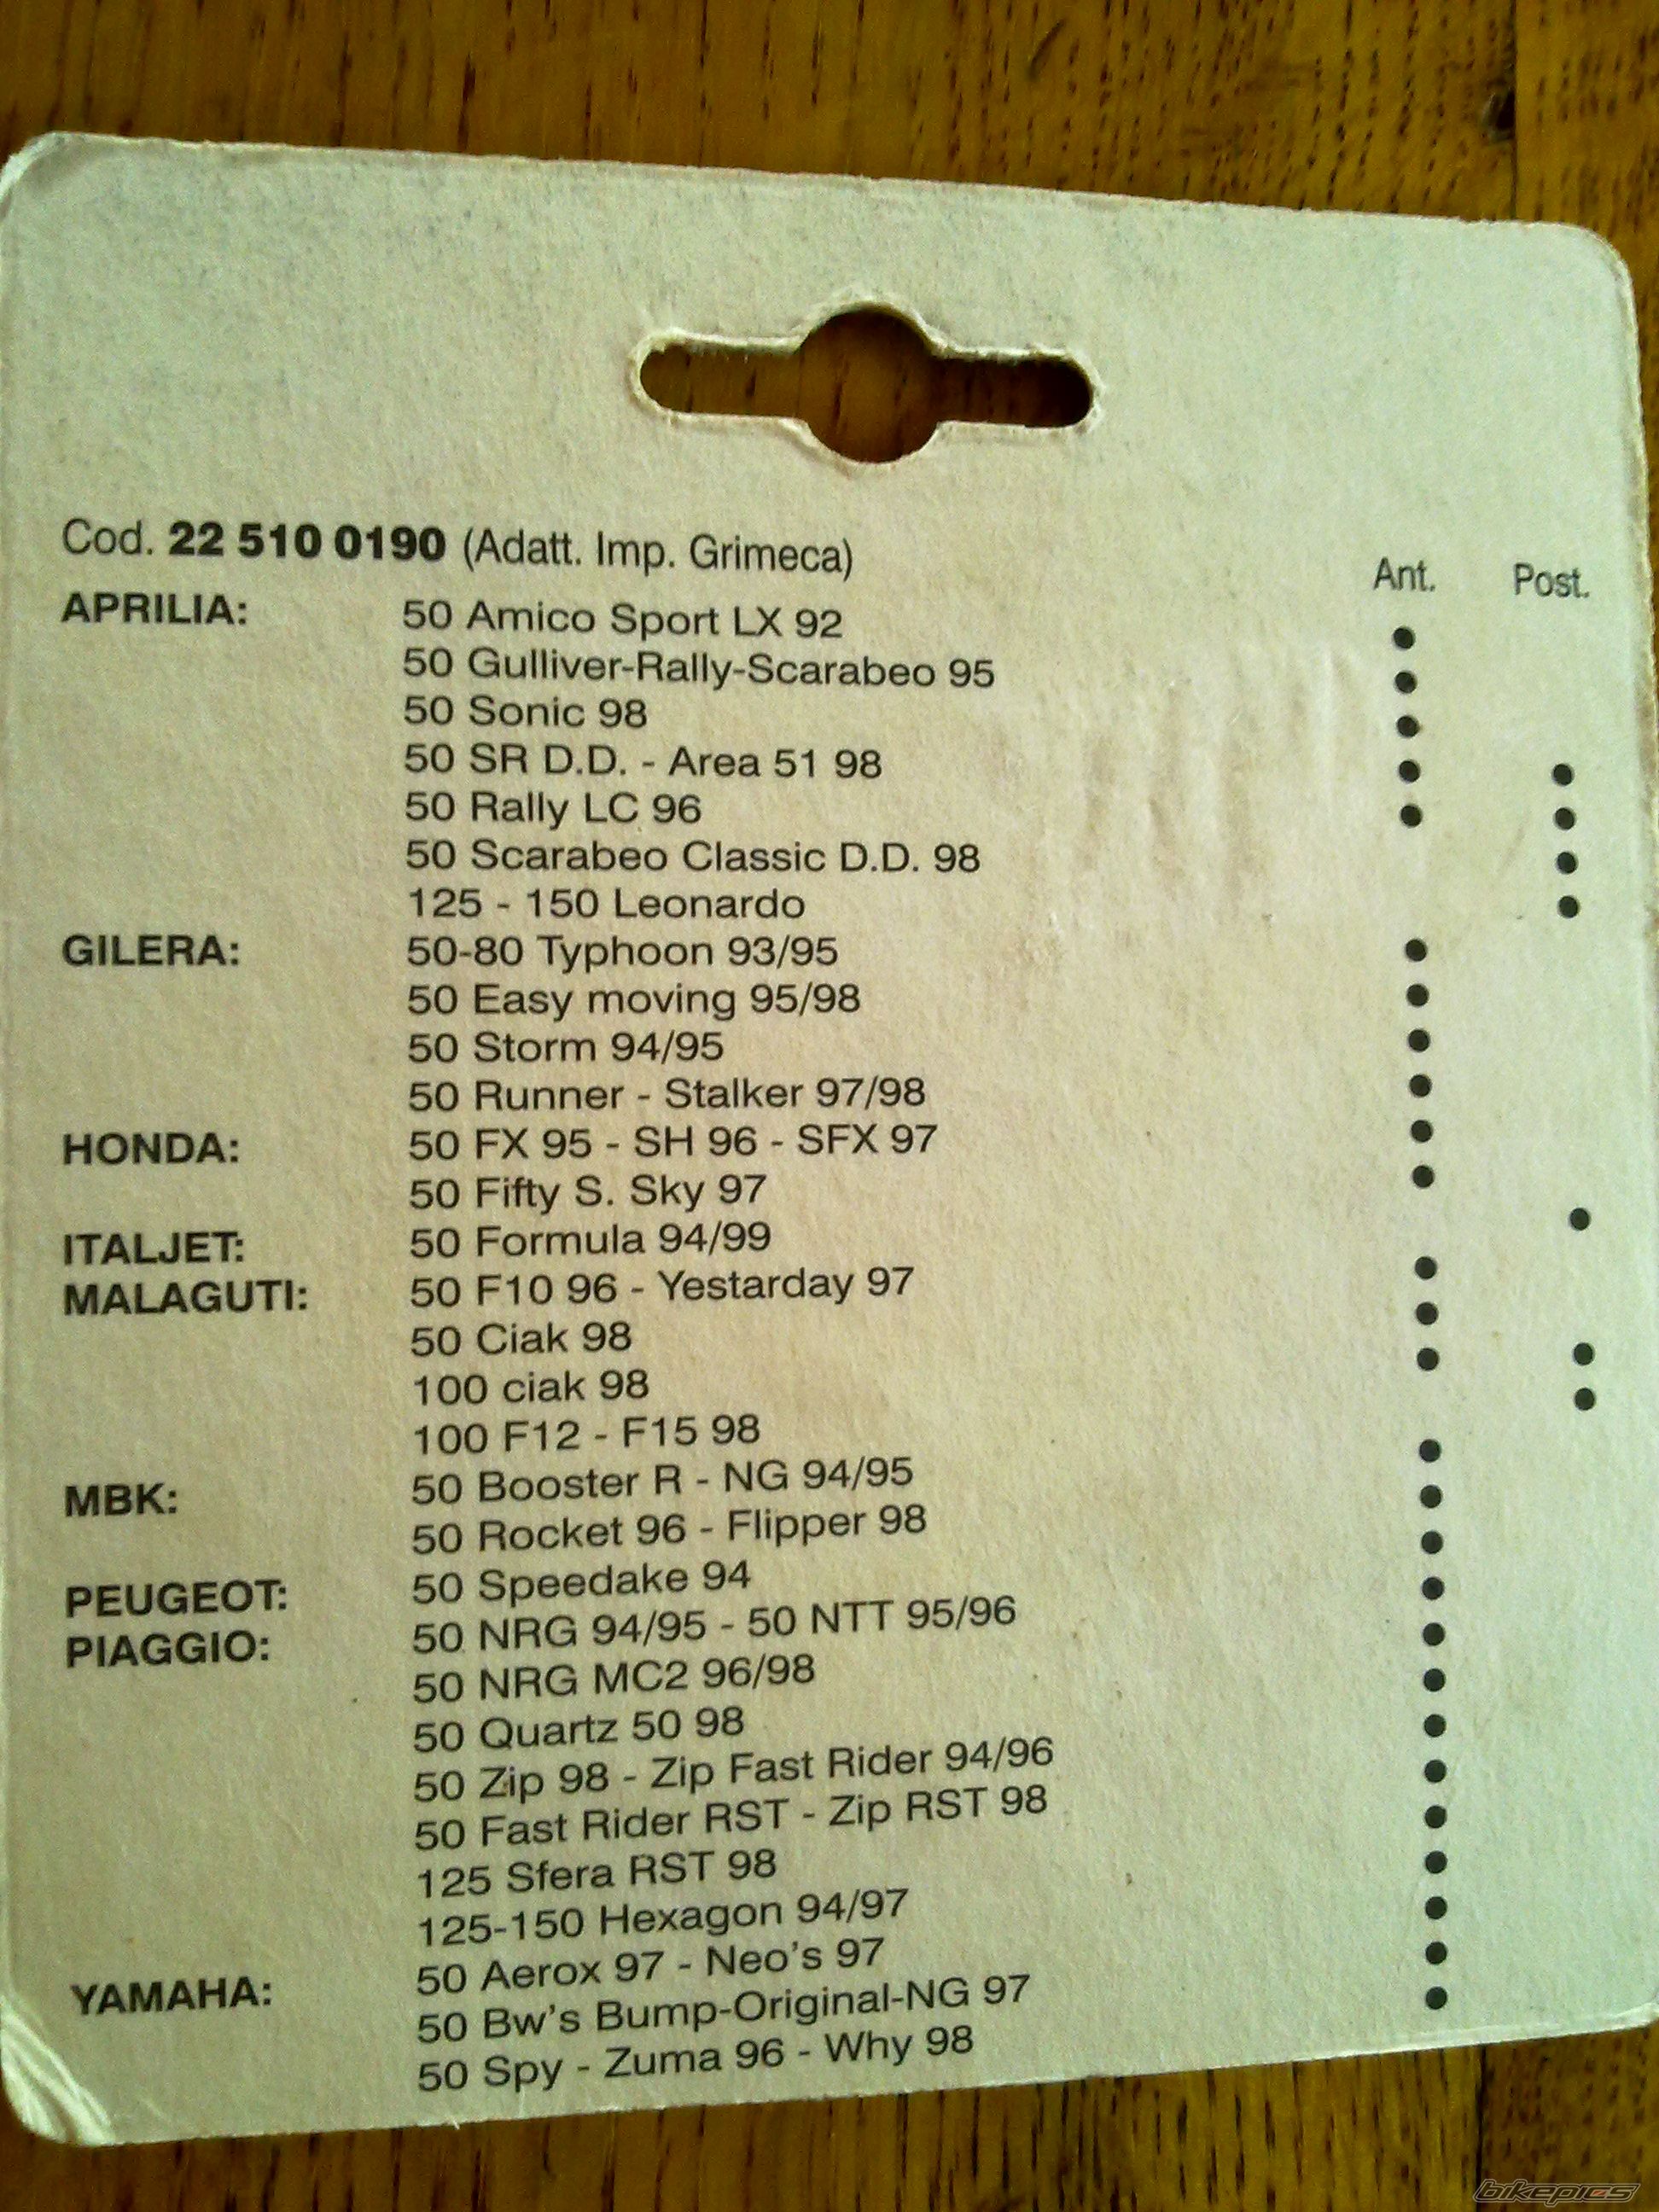 Cod. 22 510 0190 (Adatt. Imp. Grimeca) Ant. Post.
APRILIA: 50 Amico Sport LX 92 •
50 Gulliver-Rally-Scarabeo 95 •
50 Sonic 98 •
50 SR D.D. - Area 51 98 • •
50 Rally LC 96 • •
50 Scarabeo Classic D.D. 98 •
125 - 150 Leonardo •
GILERA: 50-80 Typhoon 93/95 •
50 Easy moving 95/98 •
50 Storm 94/95 •
50 Runner - Stalker 97/98 •
HONDA: 50 FX 95 - SH 96 - SFX 97 •
50 Fifty S. Sky 97 •
ITALJET: 50 Formula 94/99 •
MALAGUTI: 50 F10 96 - Yestarday 97 •
50 Ciak 98 •
100 ciak 98 • •
100 F12 - F15 98 •
MBK: 50 Booster R - NG 94/95 •
50 Rocket 96 - Flipper 98 •
PEUGEOT: 50 Speedake 94 •
PIAGGIO: 50 NRG 94/95 - 50 NTT 95/96 •
50 NRG MC2 96/98 •
50 Quartz 50 98 •
50 Zip 98 - Zip Fast Rider 94/96 •
50 Fast Rider RST - Zip RST 98 •
125 Sfera RST 98 •
125-150 Hexagon 94/97 •
YAMAHA: 50 Aerox 97 - Neo's 97 •
50 Bw's Bump-Original-NG 97 •
50 Spy - Zuma 96 - Why 98 •
bikepics